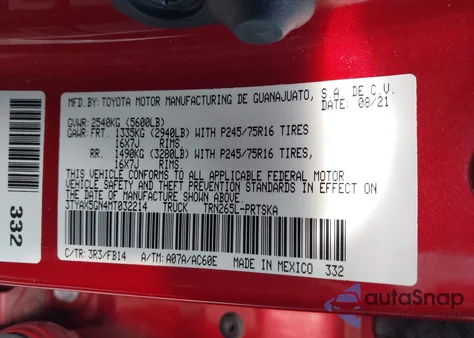 MFD.BY: TOYOTA MOTOR MANUFACTURING DE GUANAJUATO, S.A. DE C.V.
08/21
GVWR: 2540KG (5600LB)
GAWR: FRT. 1335KG (2940LB) WITH P245/75R16 TIRES
16X7J RIMS.
RR. 1490KG (3280LB) WITH P245/75R16 TIRES
16X7J RIMS.
THIS VEHICLE CONFORMS TO ALL APPLICABLE FEDERAL MOTOR
VEHICLE SAFETY AND THEFT PREVENTION STANDARDS IN EFFECT ON
THE DATE OF MANUFACTURE SHOWN ABOVE.
3TYAX5GN4MT032214 TRUCK TRN265L-PRTSKA
C/TR: 3R3/FB14 A/TM: A07A/AC60E MADE IN MEXICO 332
332
autoSnap